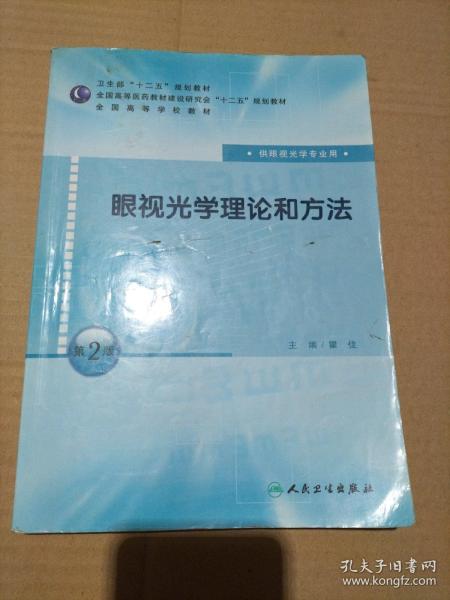 卫生部“十二五”规划教材
全国高等医药教材建设研究会“十二五”规划教材
全国高等学校教材
• 供眼视光学专业用 •
眼视光学理论和方法
第2版
主 编/瞿 佳
人民卫生出版社
孔夫子旧书网
www.kongfz.com